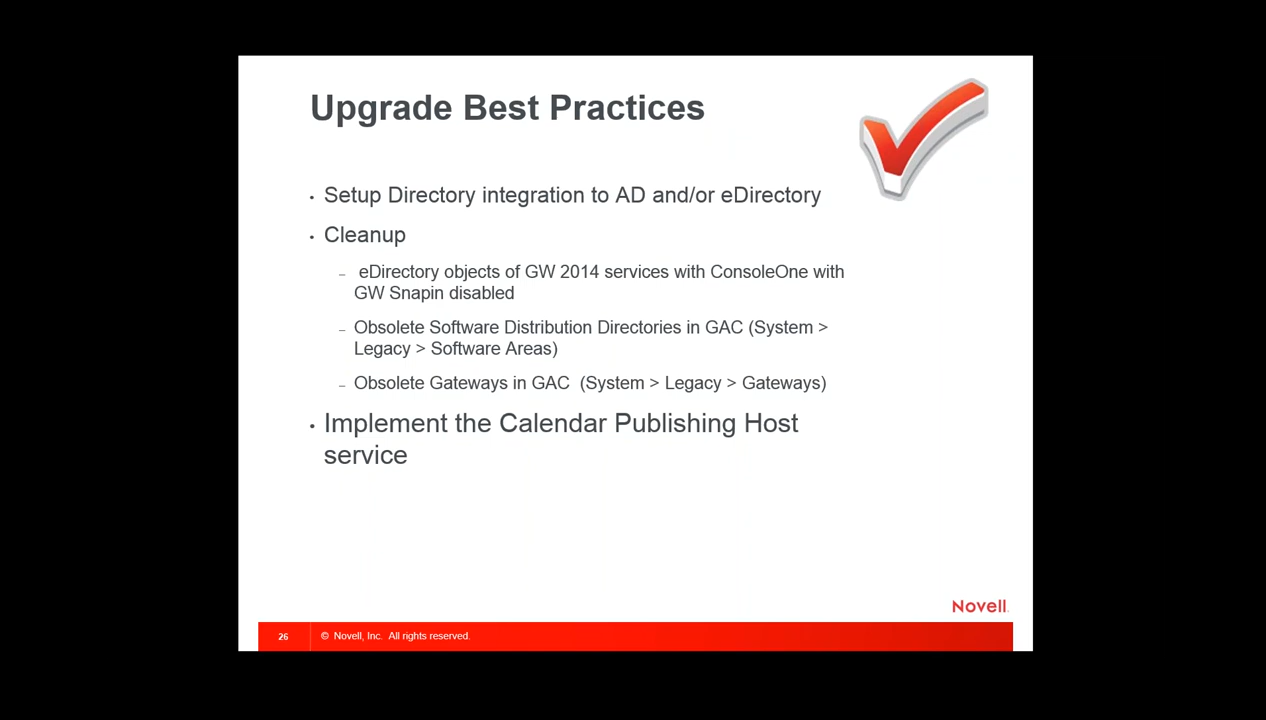 Upgrade Best Practices
• Setup Directory integration to AD and/or eDirectory
• Cleanup
– eDirectory objects of GW 2014 services with ConsoleOne with
GW Snapin disabled
– Obsolete Software Distribution Directories in GAC (System >
Legacy > Software Areas)
– Obsolete Gateways in GAC (System > Legacy > Gateways)
• Implement the Calendar Publishing Host
service
Novell.
26 © Novell, Inc. All rights reserved.